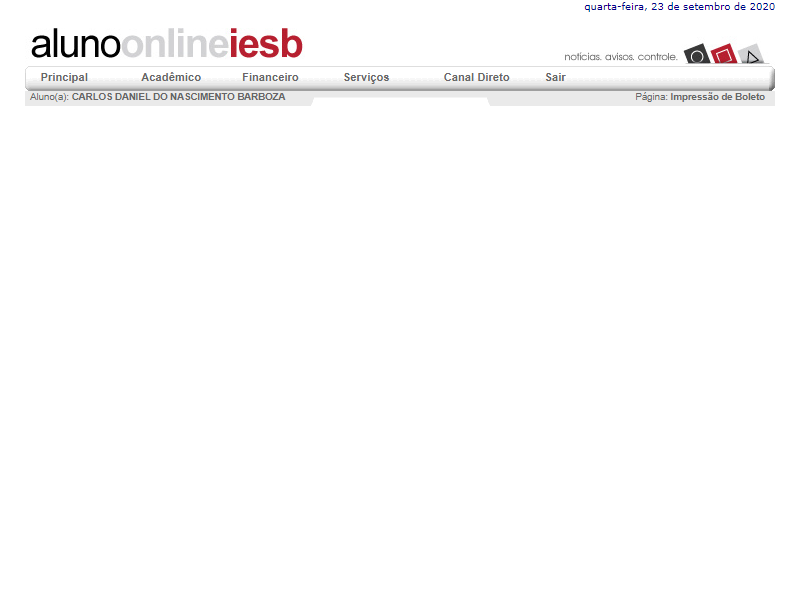 quarta-feira, 23 de setembro de 2020
alunoonlineiesb
notícias. avisos. controle.
Principal Acadêmico Financeiro Serviços Canal Direto Sair
Aluno(a): CARLOS DANIEL DO NASCIMENTO BARBOZA Página: Impressão de Boleto